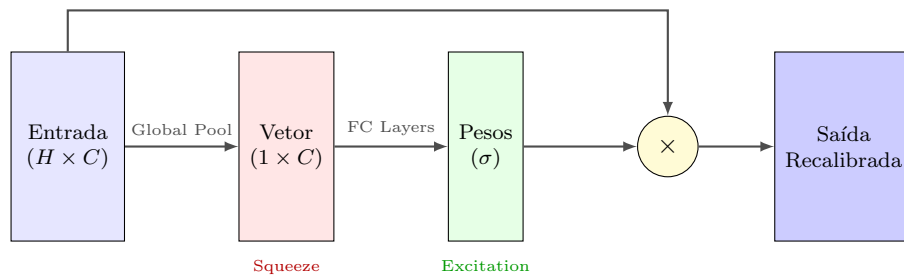 Entrada
(H × C)
Global Pool
Vetor
(1 × C)
FC Layers
Pesos
(σ)
×
Saída
Recalibrada
Squeeze
Excitation